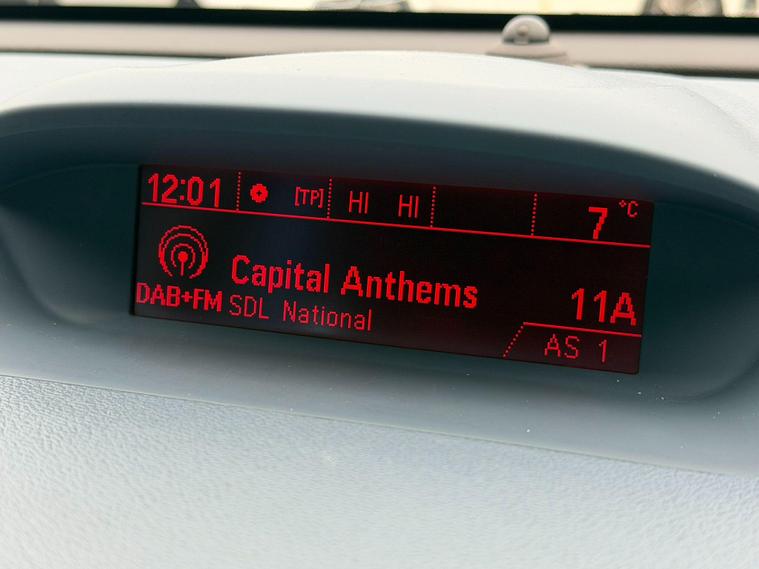 12:01 [TP] HI HI 7 °C
Capital Anthems 11A
DAB+FM SDL National
AS 1